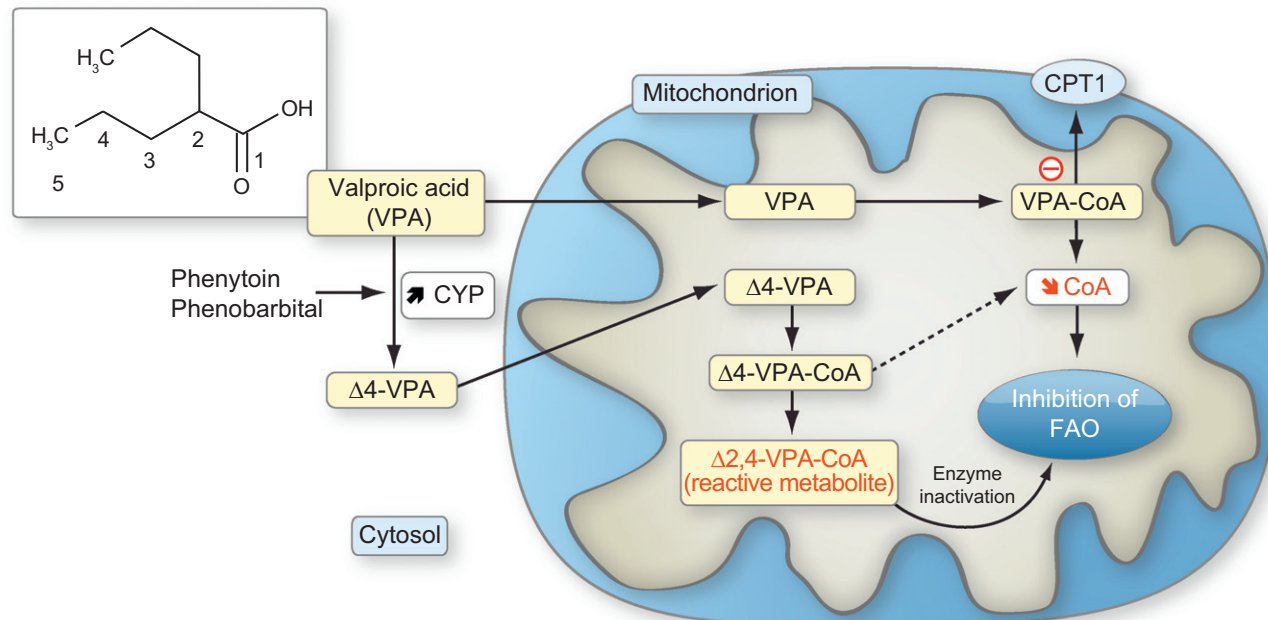 H3C
H3C
OH
4
2
3
1
5
O
Valproic acid
(VPA)
Mitochondrion
CPT1
VPA
VPA-CoA
Phenytoin
Phenobarbital
CYP
Δ4-VPA
CoA
Δ4-VPA
Δ4-VPA-CoA
Inhibition of
FAO
Δ2,4-VPA-CoA
(reactive metabolite)
Enzyme
inactivation
Cytosol